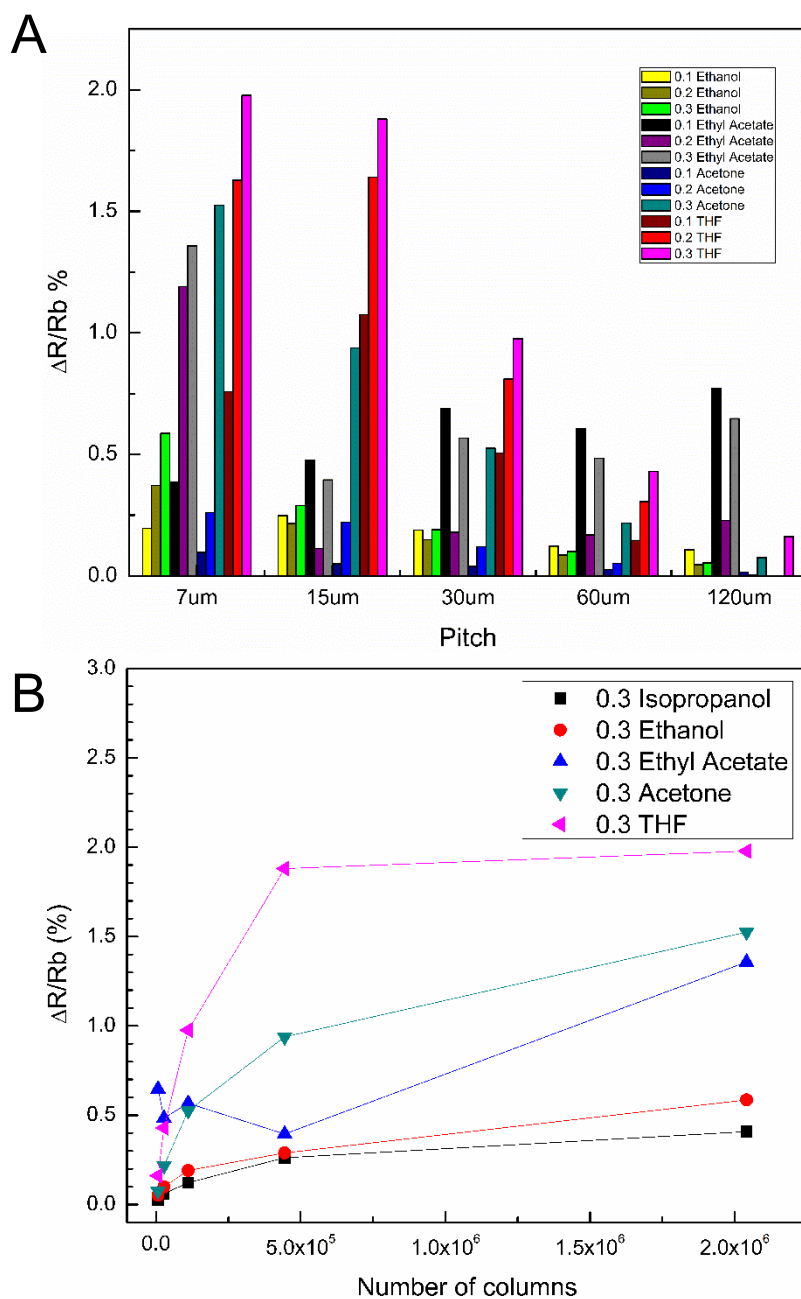 A
ΔR/Rb %
2.0
1.5
1.0
0.5
0.0
0.1 Ethanol
0.2 Ethanol
0.3 Ethanol
0.1 Ethyl Acetate
0.2 Ethyl Acetate
0.3 Ethyl Acetate
0.1 Acetone
0.2 Acetone
0.3 Acetone
0.1 THF
0.2 THF
0.3 THF
7um 15um 30um 60um 120um
Pitch
B
ΔR/Rb (%)
3.0
2.5
2.0
1.5
1.0
0.5
0.0
0.3 Isopropanol
0.3 Ethanol
0.3 Ethyl Acetate
0.3 Acetone
0.3 THF
0.0 5.0x10⁵ 1.0x10⁶ 1.5x10⁶ 2.0x10⁶
Number of columns